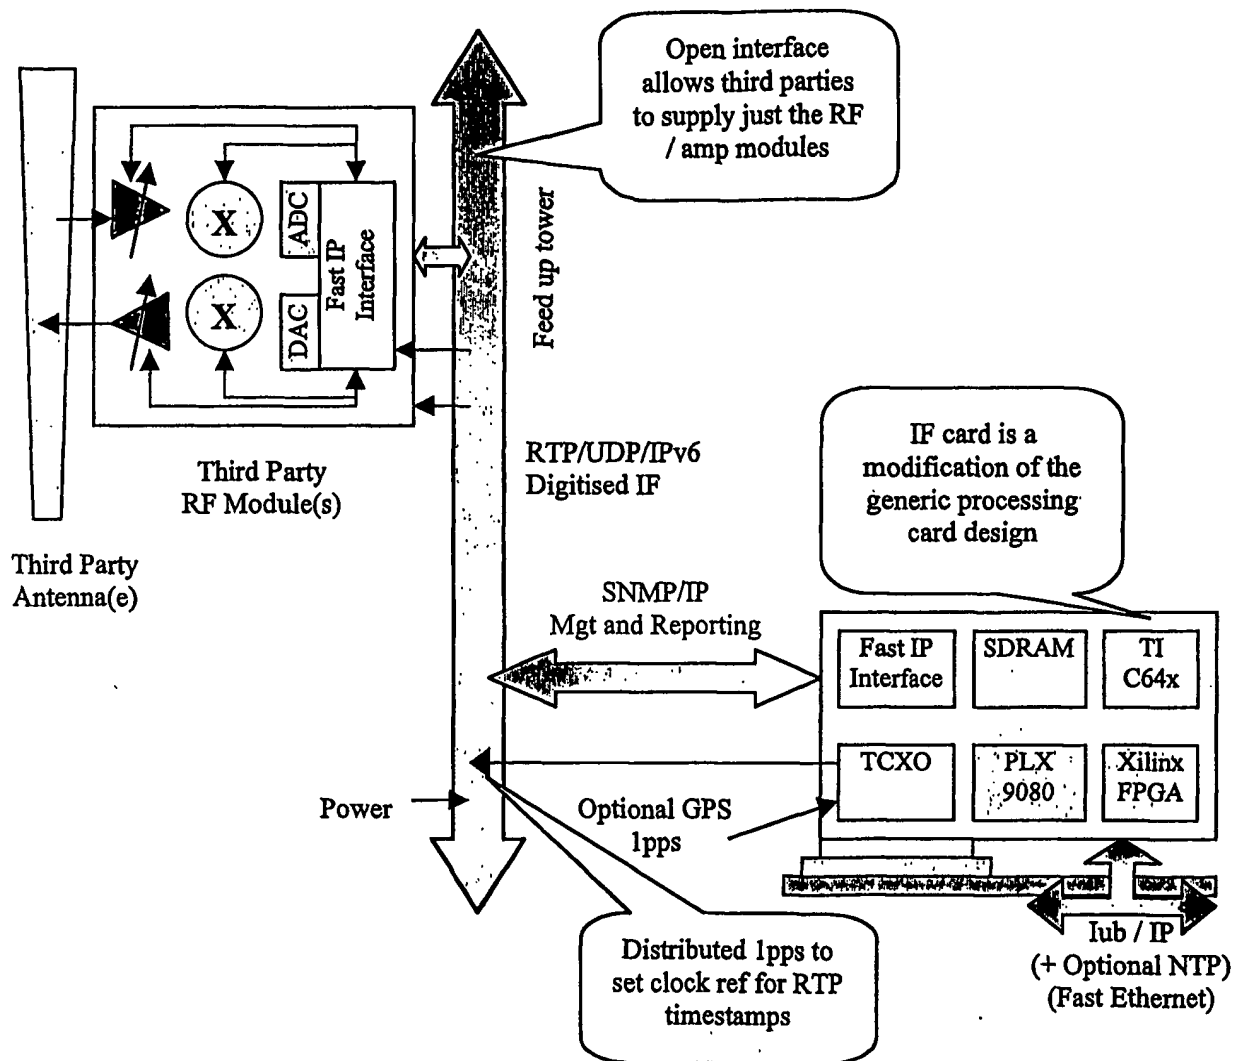 Open interface
allows third parties
to supply just the RF
/ amp modules
X
ADC
Fast IP
Interface
X
DAC
Feed up tower
Third Party
RF Module(s)
RTP/UDP/IPv6
Digitised IF
Third Party
Antenna(e)
IF card is a
modification of the
generic processing
card design
SNMP/IP
Mgt and Reporting
Fast IP
Interface
SDRAM
TI
C64x
TCXO
PLX
9080
Xilinx
FPGA
Power
Optional GPS
1pps
Distributed 1pps to
set clock ref for RTP
timestamps
Iub / IP
(+ Optional NTP)
(Fast Ethernet)